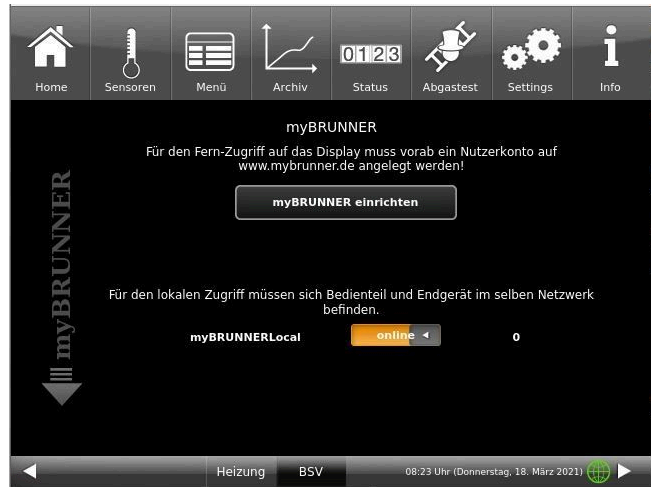 0123
Home
Sensoren
Menü
Archiv
Status
Abgastest
Settings
Info
myBRUNNER
Für den Fern-Zugriff auf das Display muss vorab ein Nutzerkonto auf
www.mybrunner.de angelegt werden!
myBRUNNER einrichten
myBRUNNER
Für den lokalen Zugriff müssen sich Bedienteil und Endgerät im selben Netzwerk
befinden.
myBRUNNERLocal online 0
Heizung BSV 08:23 Uhr (Donnerstag, 18. März 2021)